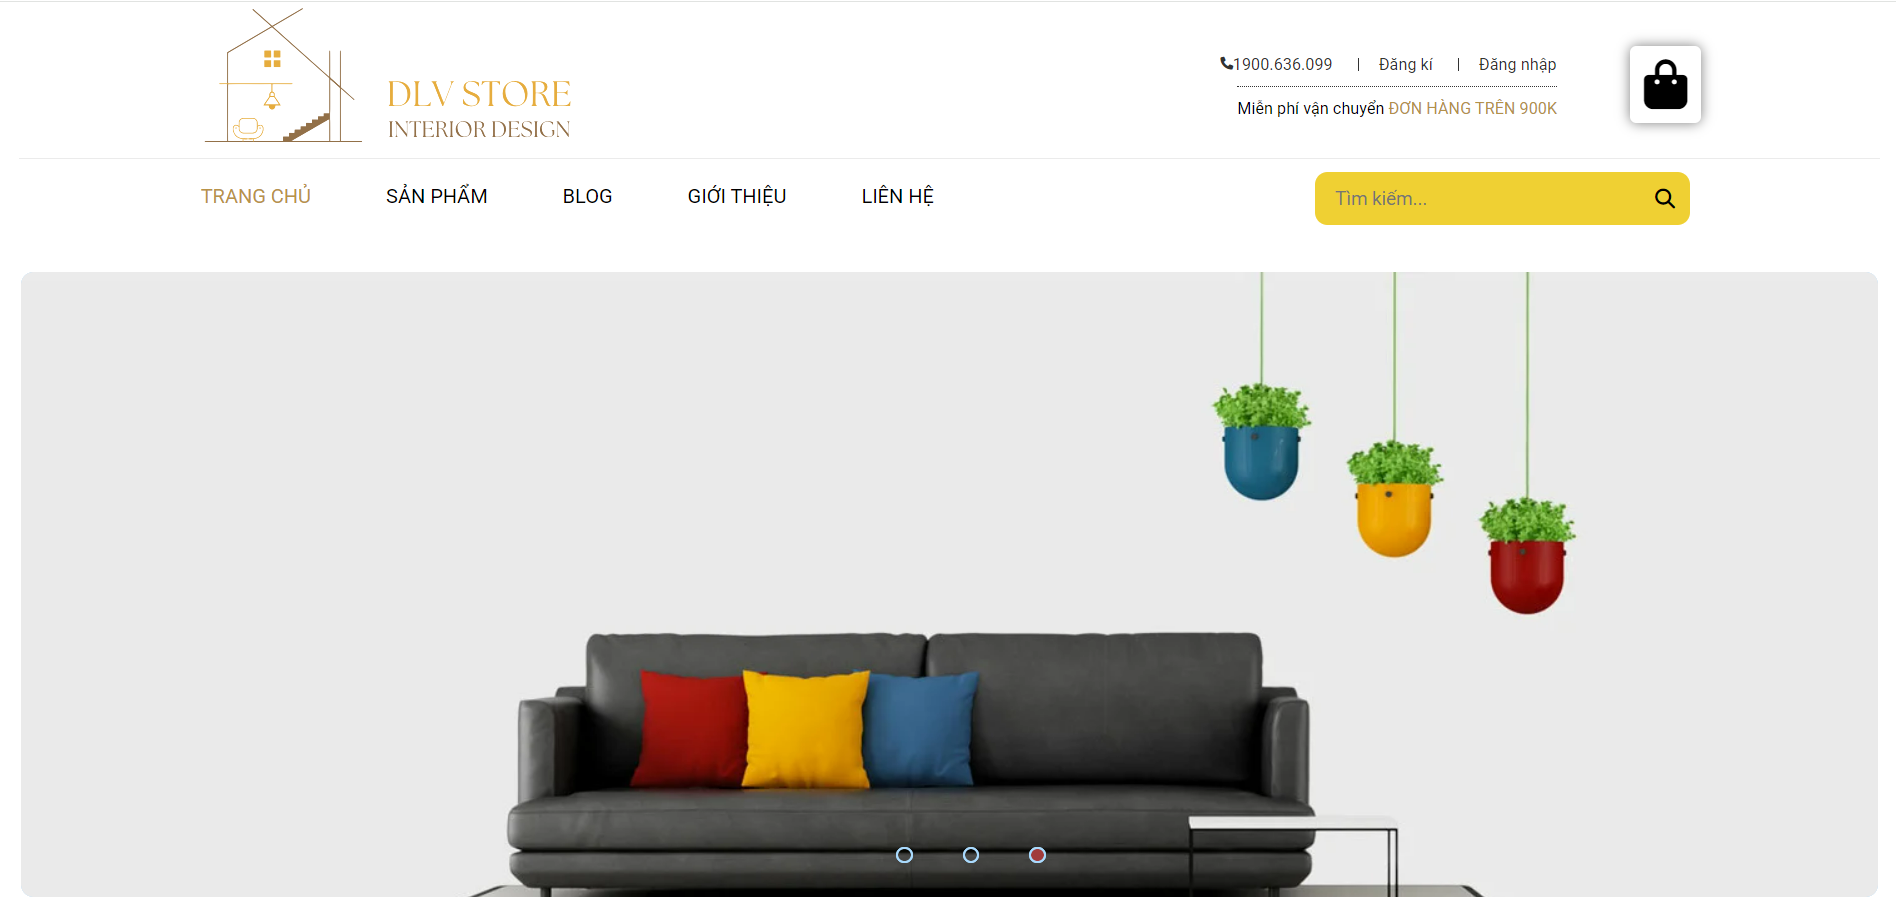 DLV STORE
INTERIOR DESIGN
1900.636.099 | Đăng kí | Đăng nhập
Miễn phí vận chuyển ĐƠN HÀNG TRÊN 900K
TRANG CHỦ SẢN PHẨM BLOG GIỚI THIỆU LIÊN HỆ
Tìm kiếm...